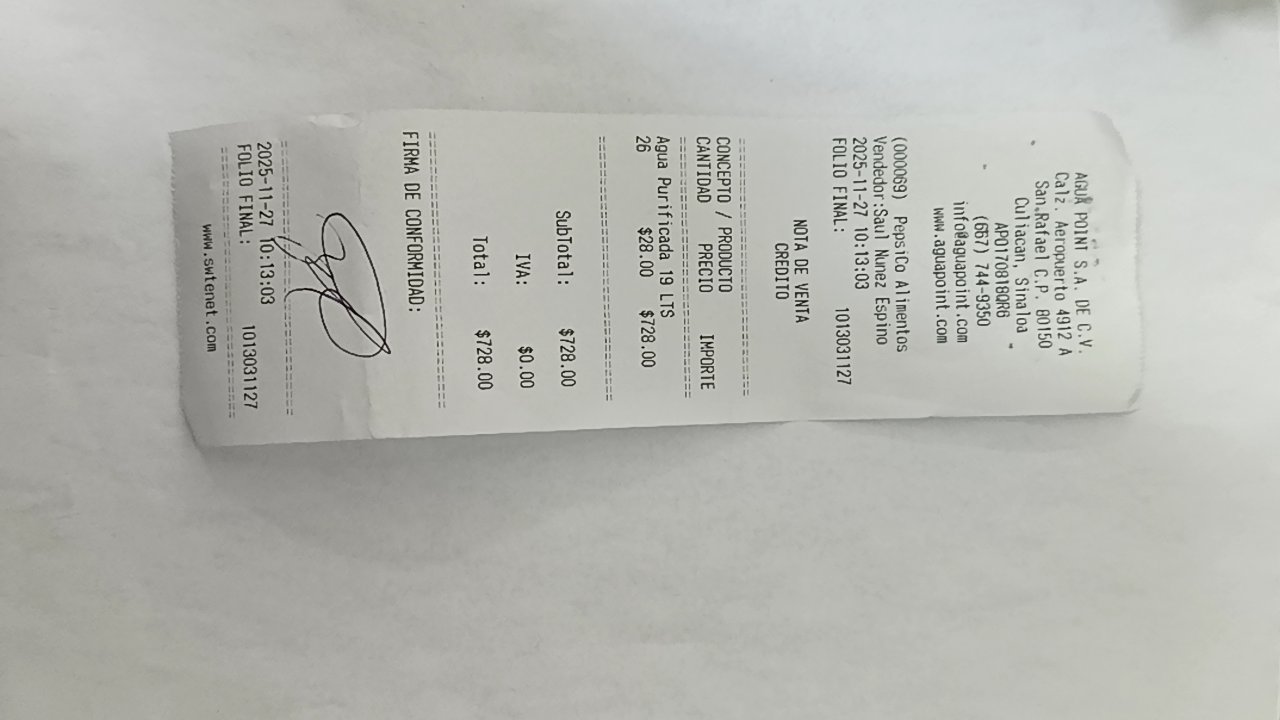 AGUA POINT S.A. DE C.V.
Calz. Aeropuerto 4912 A
San Rafael C.P. 80150
Culiacan, Sinaloa
APO170818QR6
(667) 744-9350
info@aguapoint.com
www.aguapoint.com
NOTA DE VENTA
CREDITO
(000069) PepsiCo Alimentos
Vendedor:Saul Nunez Espino
2025-11-27 10:13:03
FOLIO FINAL: 1013031127
==============================
CONCEPTO / PRODUCTO
CANTIDAD PRECIO IMPORTE
==============================
Agua Purificada 19 LTS
26 $28.00 $728.00
==============================
SubTotal: $728.00
IVA: $0.00
Total: $728.00
==============================
FIRMA DE CONFORMIDAD:
==============================
2025-11-27 10:13:03
FOLIO FINAL: 1013031127
==============================
www.swtenet.com